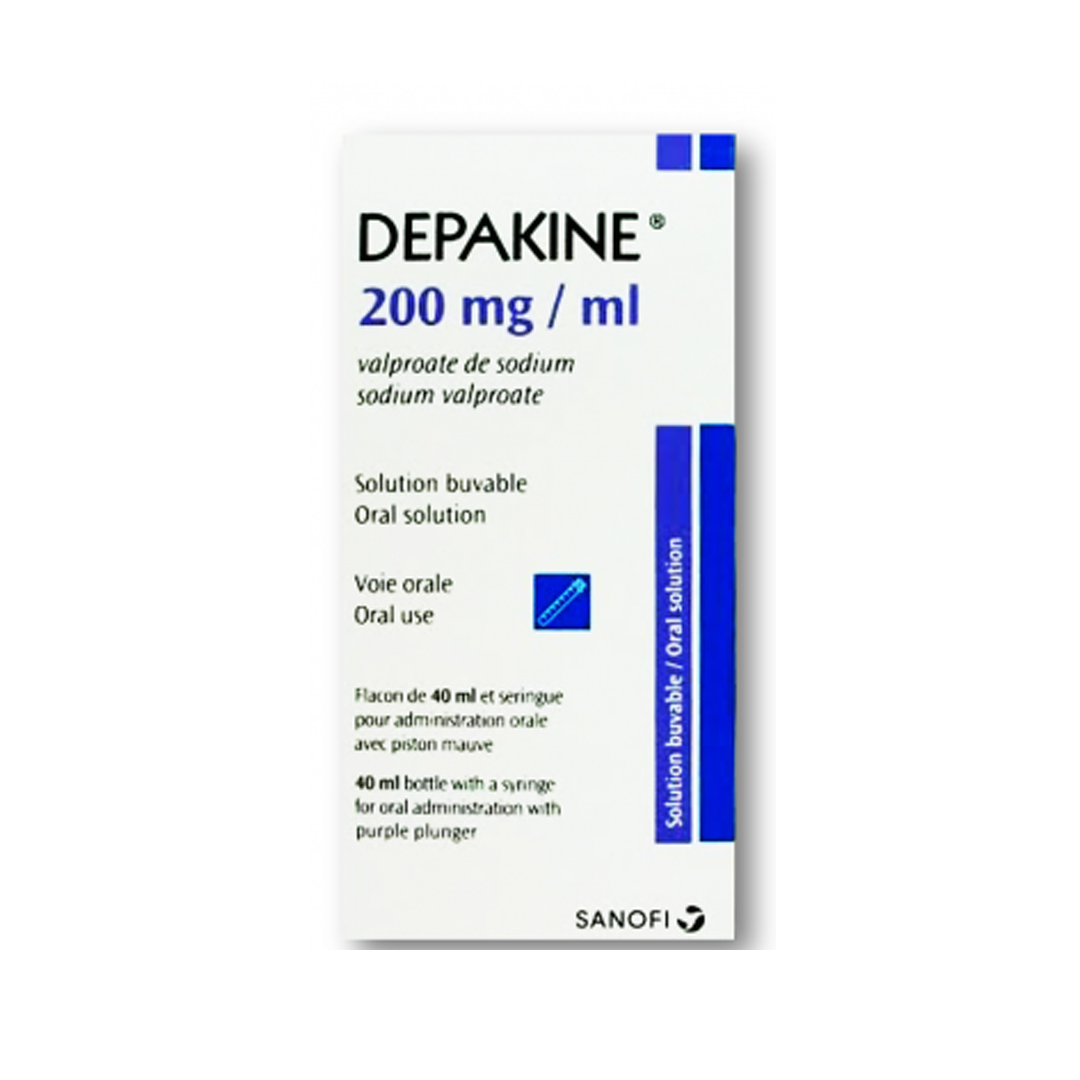 DEPAKINE®
200 mg / ml
valproate de sodium
sodium valproate
Solution buvable
Oral solution
Voie orale
Oral use
Flacon de 40 ml et seringue
pour administration orale
avec piston mauve
40 ml bottle with a syringe
for oral administration with
purple plunger
Solution buvable / Oral solution
SANOFI